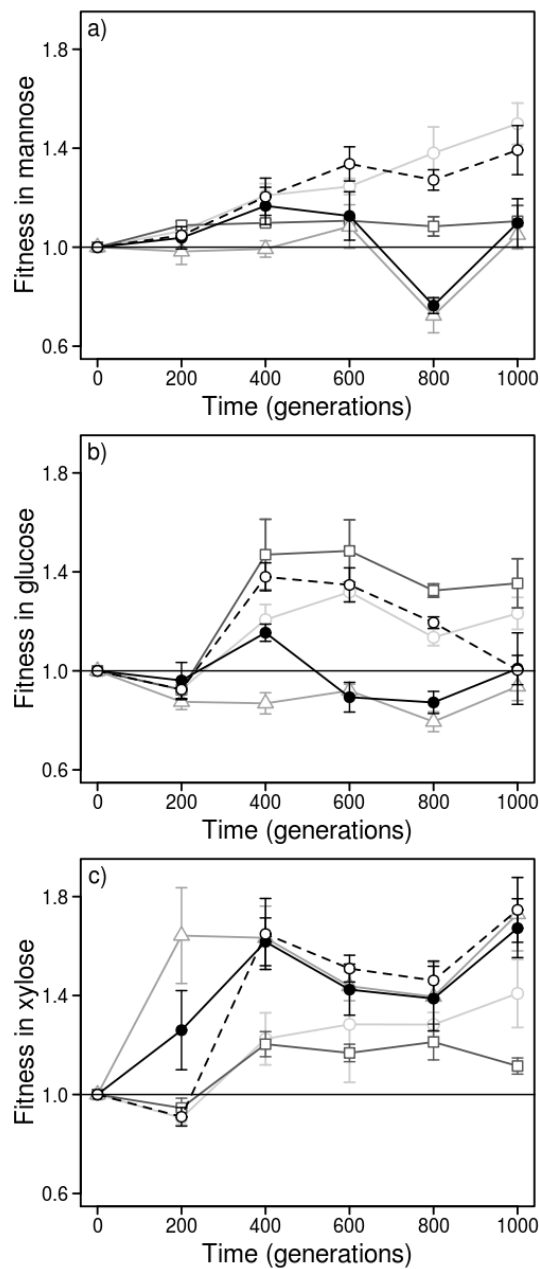 a)
Fitness in mannose
1.8
1.4
1.0
0.6
0 200 400 600 800 1000
Time (generations)
b)
Fitness in glucose
1.8
1.4
1.0
0.6
0 200 400 600 800 1000
Time (generations)
c)
Fitness in xylose
1.8
1.4
1.0
0.6
0 200 400 600 800 1000
Time (generations)